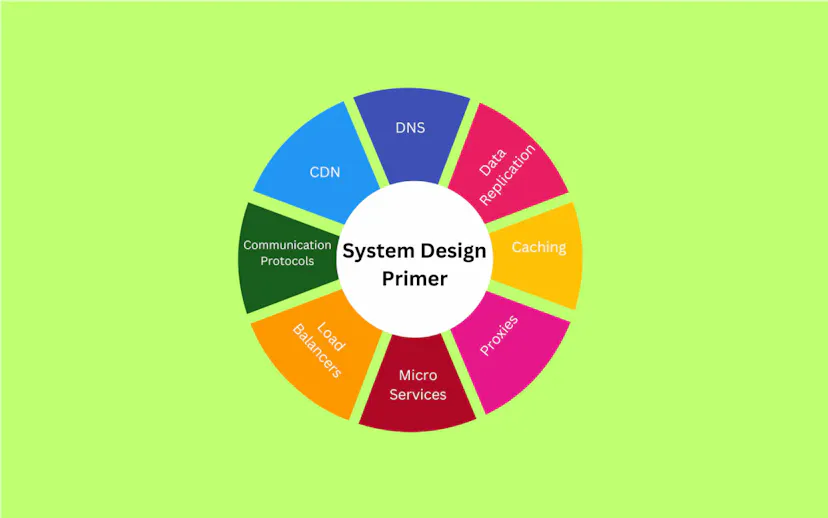 DNS
Data
Replication
Caching
Proxies
Micro
Services
Load
Balancers
Communication
Protocols
CDN
System Design
Primer